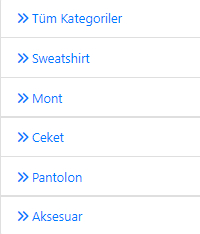 » Tüm Kategoriler
» Sweatshirt
» Mont
» Ceket
» Pantolon
» Aksesuar